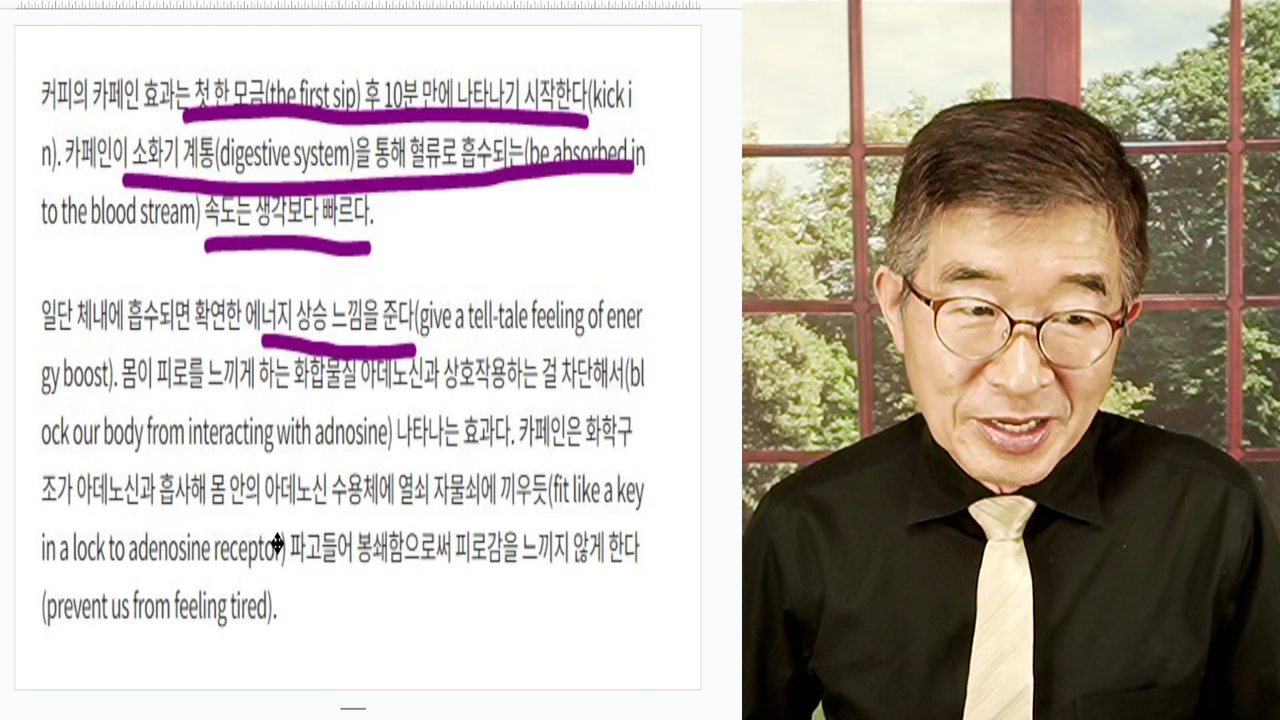 커피의 카페인 효과는 첫 한 모금(the first sip) 후 10분 만에 나타나기 시작한다(kick i
n). 카페인이 소화기 계통(digestive system)을 통해 혈류로 흡수되는(be absorbed in
to the blood stream) 속도는 생각보다 빠르다.
일단 체내에 흡수되면 확연한 에너지 상승 느낌을 준다(give a tell-tale feeling of ener
gy boost). 몸이 피로를 느끼게 하는 화합물질 아데노신과 상호작용하는 걸 차단해서(bl
ock our body from interacting with adnosine) 나타나는 효과다. 카페인은 화학구
조가 아데노신과 흡사해 몸 안의 아데노신 수용체에 열쇠 자물쇠에 끼우듯(fit like a key
in a lock to adenosine receptor) 파고들어 봉쇄함으로써 피로감을 느끼지 않게 한다
(prevent us from feeling tired).